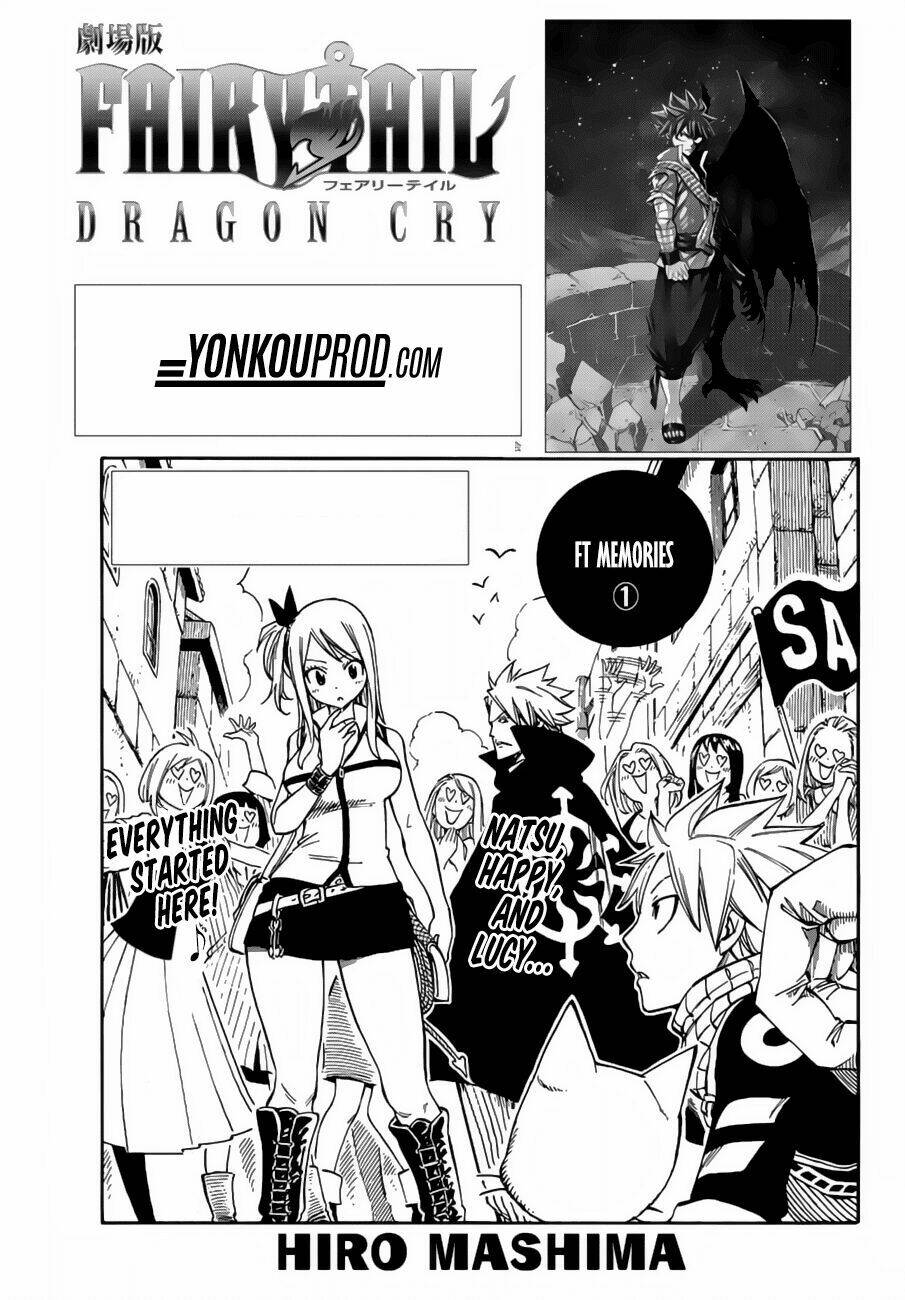 劇場版
FAIRY TAIL
フェアリーテイル
DRAGON CRY
YONKOUPROD.COM
FT MEMORIES
①
SA
EVERYTHING
STARTED
HERE!
NATSU,
HAPPY,
AND
LUCY...
HIRO MASHIMA